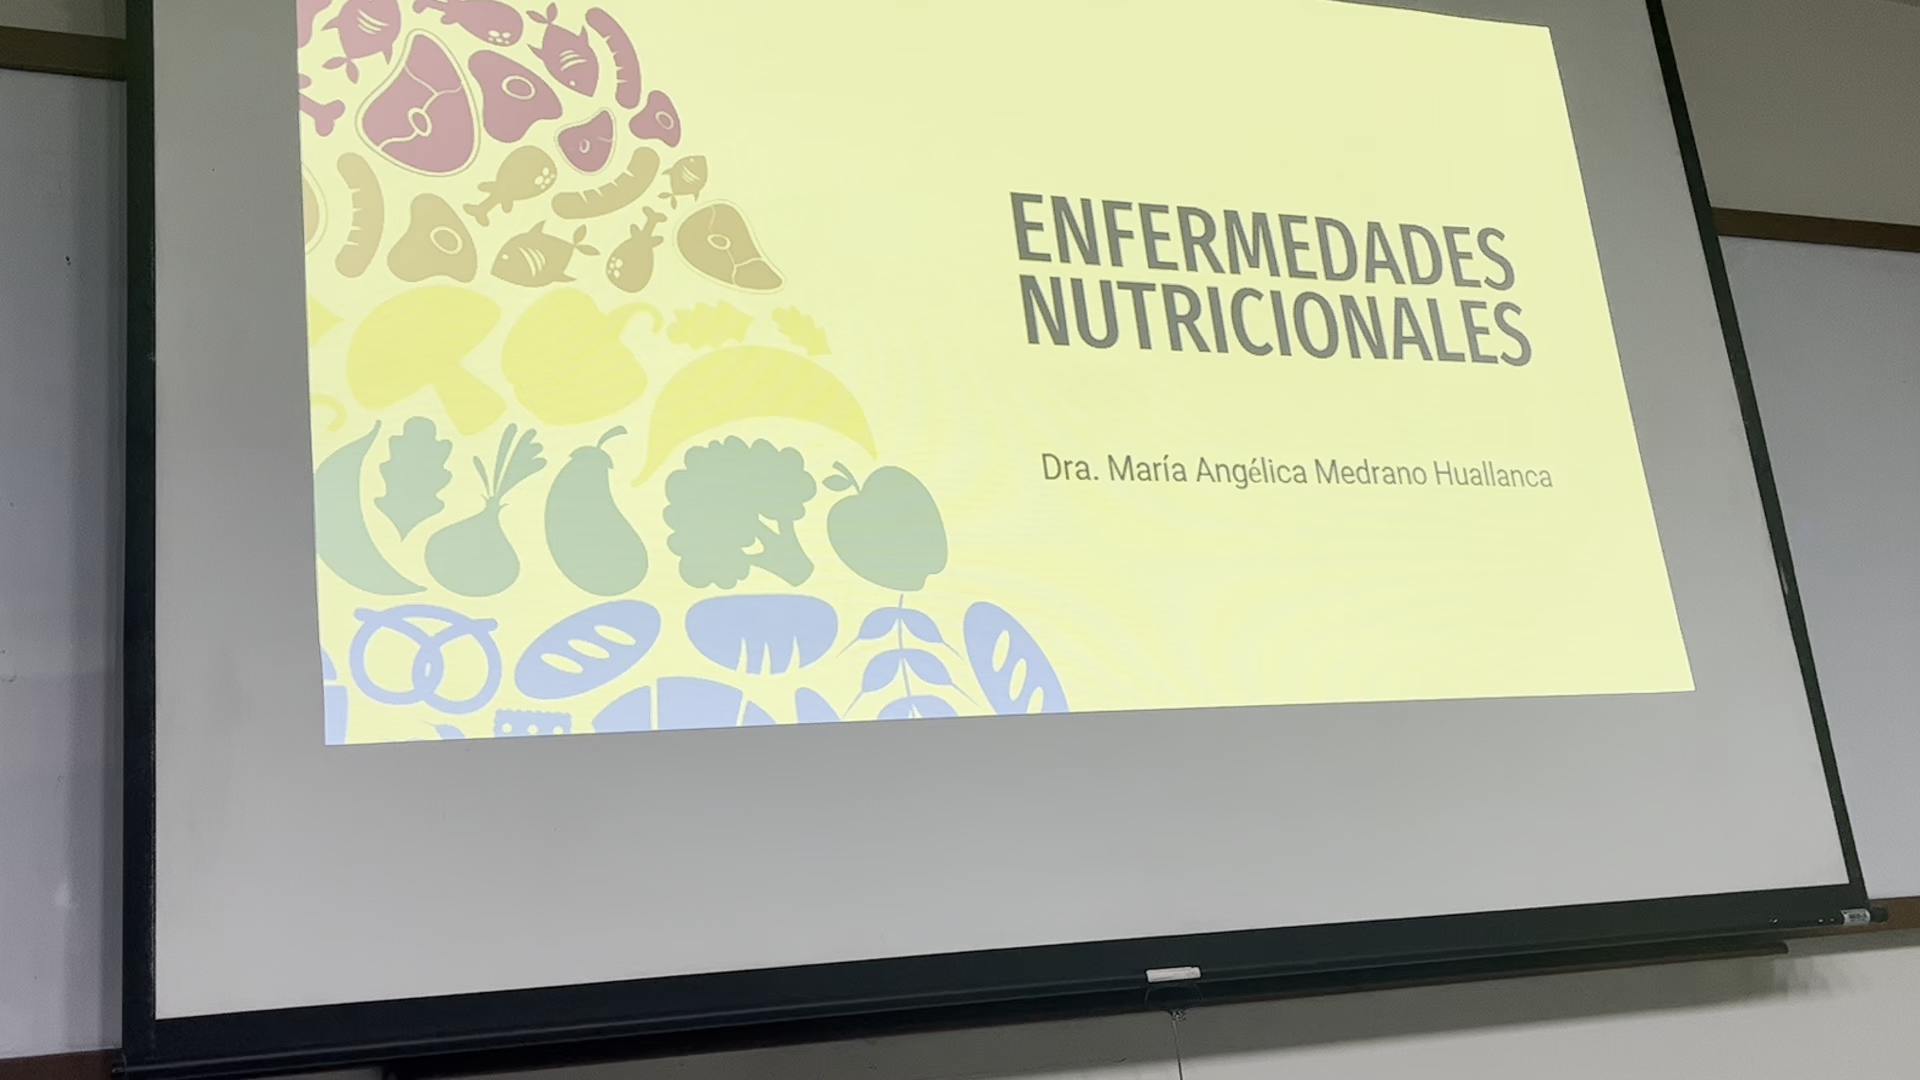 ENFERMEDADES
NUTRICIONALES
Dra. María Angélica Medrano Huallanca